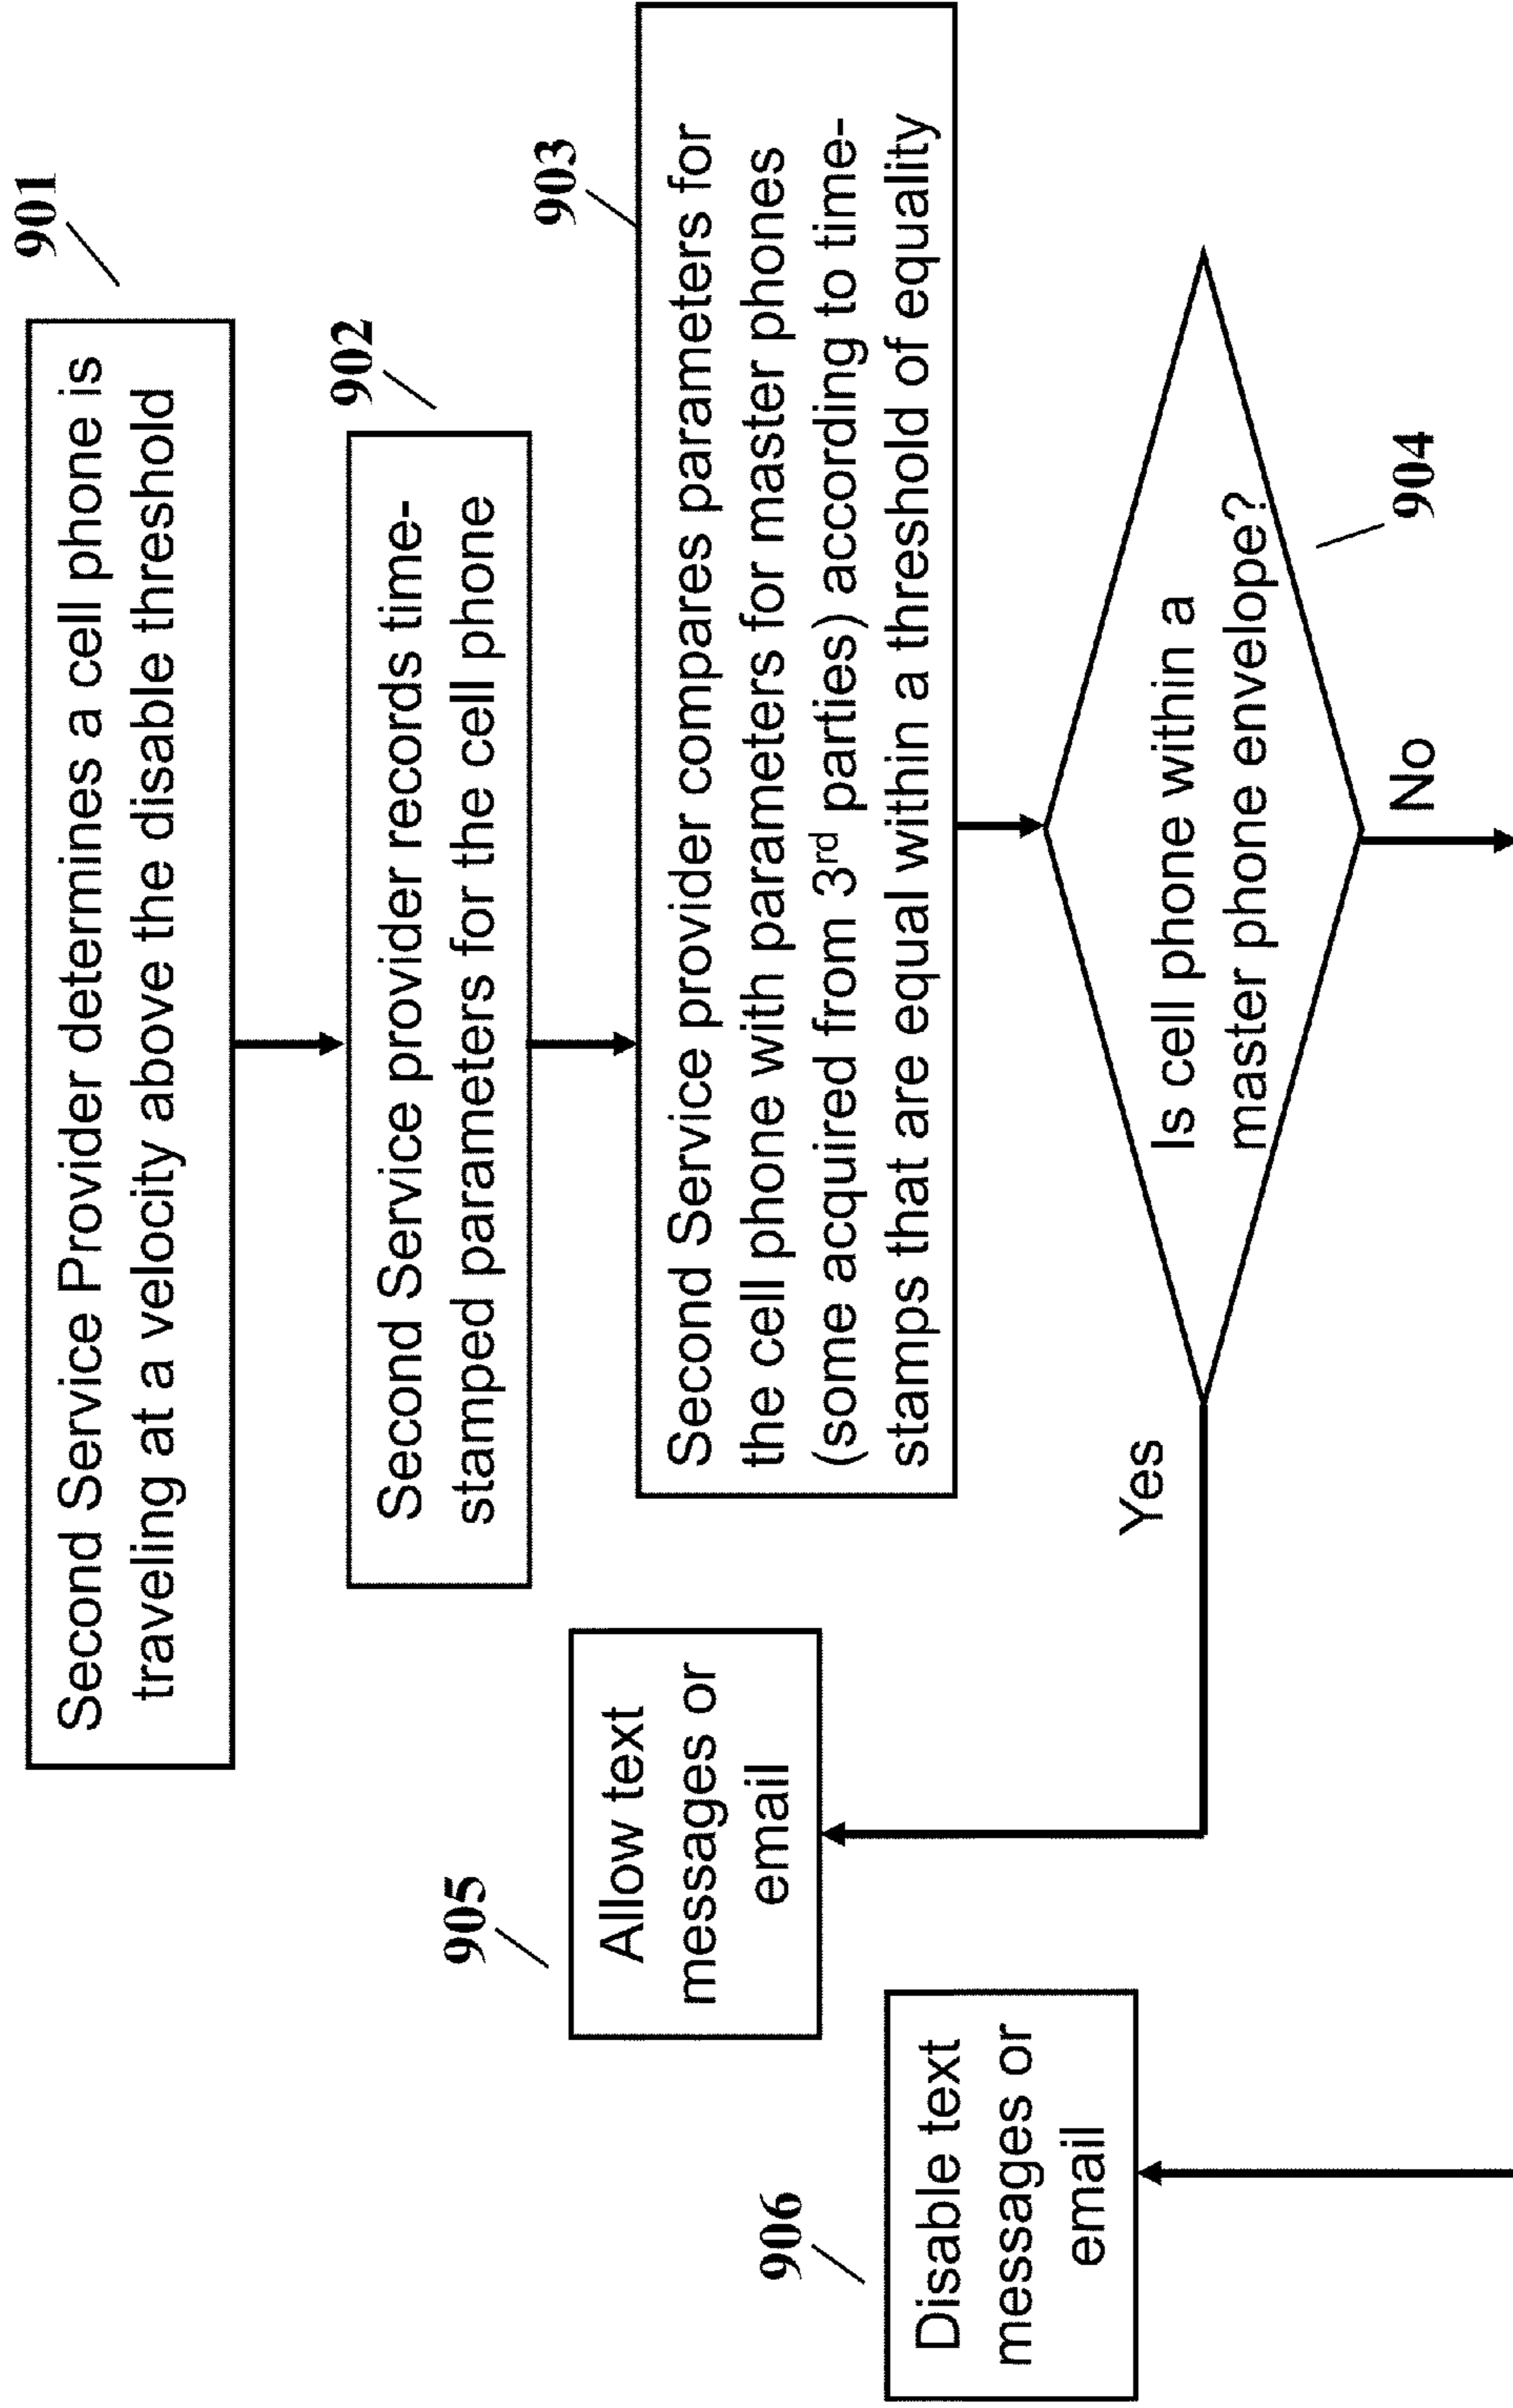 901
Second Service Provider determines a cell phone is
traveling at a velocity above the disable threshold
902
Second Service provider records time-
stamped parameters for the cell phone
903
Second Service provider compares parameters for
the cell phone with parameters for master phones
(some acquired from 3rd parties) according to time-
stamps that are equal within a threshold of equality
Is cell phone within a
master phone envelope?
904
Yes
No
905
Allow text
messages or
email
906
Disable text
messages or
email